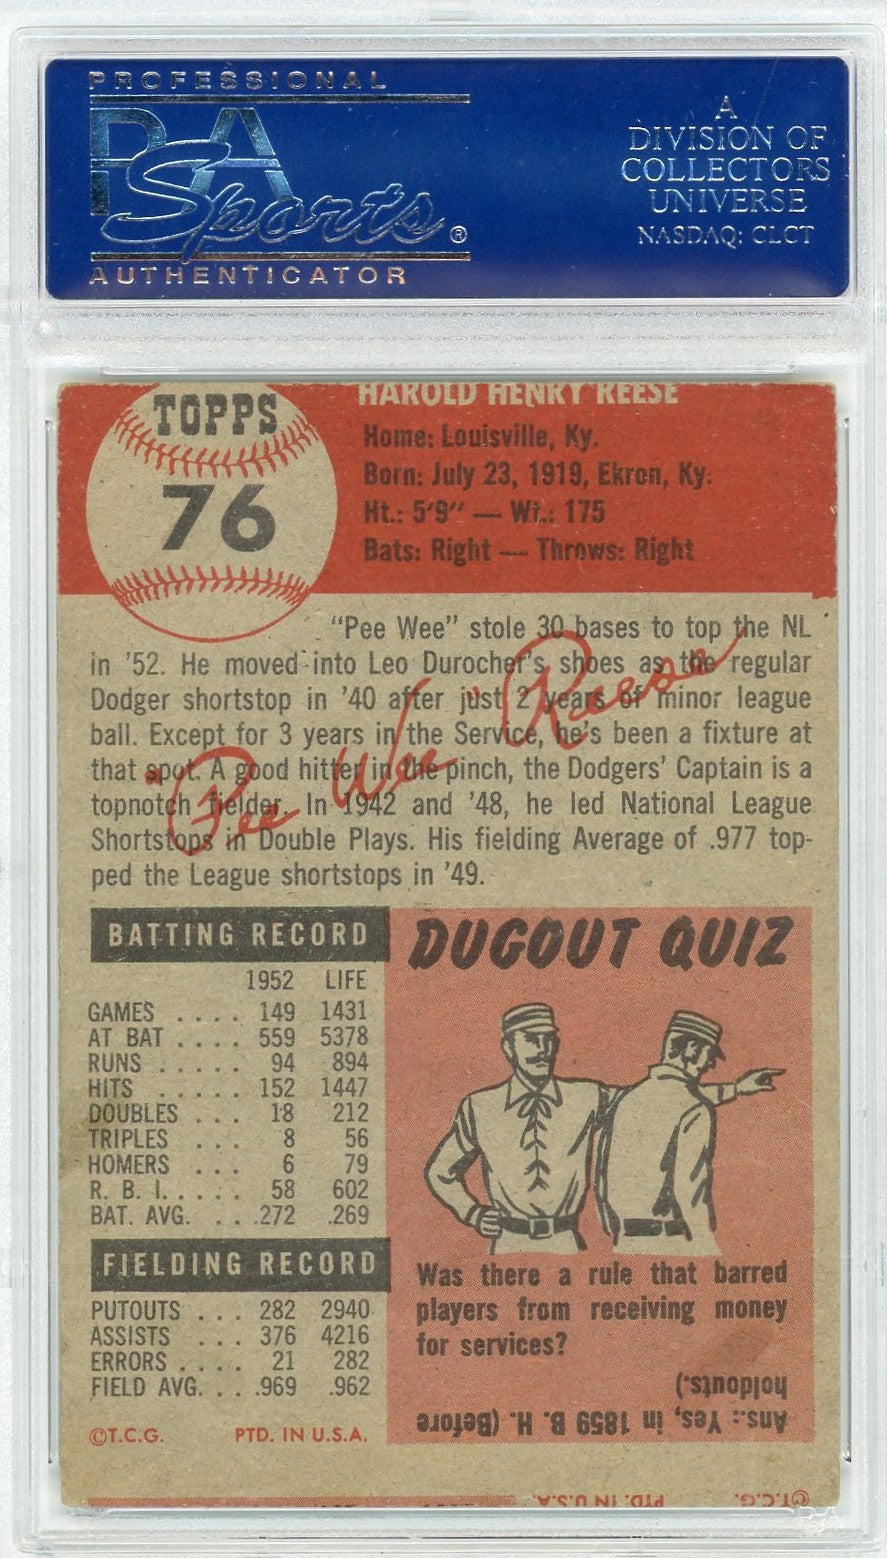 PROFESSIONAL
PSA
Sports®
AUTHENTICATOR
A
DIVISION OF
COLLECTORS
UNIVERSE
NASDAQ: CLCT
TOPPS
76
HAROLD HENRY REESE
Home: Louisville, Ky.
Born: July 23, 1919, Ekron, Ky.
Ht.: 5'9" — Wt.: 175
Bats: Right — Throws: Right
"Pee Wee" stole 30 bases to top the NL
in '52. He moved into Leo Durocher's shoes as the regular
Dodger shortstop in '40 after just 2 years of minor league
ball. Except for 3 years in the Service, he's been a fixture at
that spot. A good hitter in the pinch, the Dodgers' Captain is a
topnotch fielder. In 1942 and '48, he led National League
Shortstops in Double Plays. His fielding Average of .977 top-
ped the League shortstops in '49.
"Pee Wee" Reese
BATTING RECORD
1952 LIFE
GAMES .... 149 1431
AT BAT .... 559 5378
RUNS ..... 94 894
HITS ..... 152 1447
DOUBLES ... 18 212
TRIPLES ... 8 56
HOMERS ... 6 79
R. B. I. .... 58 602
BAT. AVG. ... .272 .269
FIELDING RECORD
PUTOUTS ... 282 2940
ASSISTS ... 376 4216
ERRORS .... 21 282
FIELD AVG. ... .969 .962
©T.C.G. PTD. IN U.S.A.
DUGOUT QUIZ
Was there a rule that barred
players from receiving money
for services?
Ans.: Yes, in 1859 B. H. (Before
holdouts.)
©T.C.G. PTD. IN U.S.A.